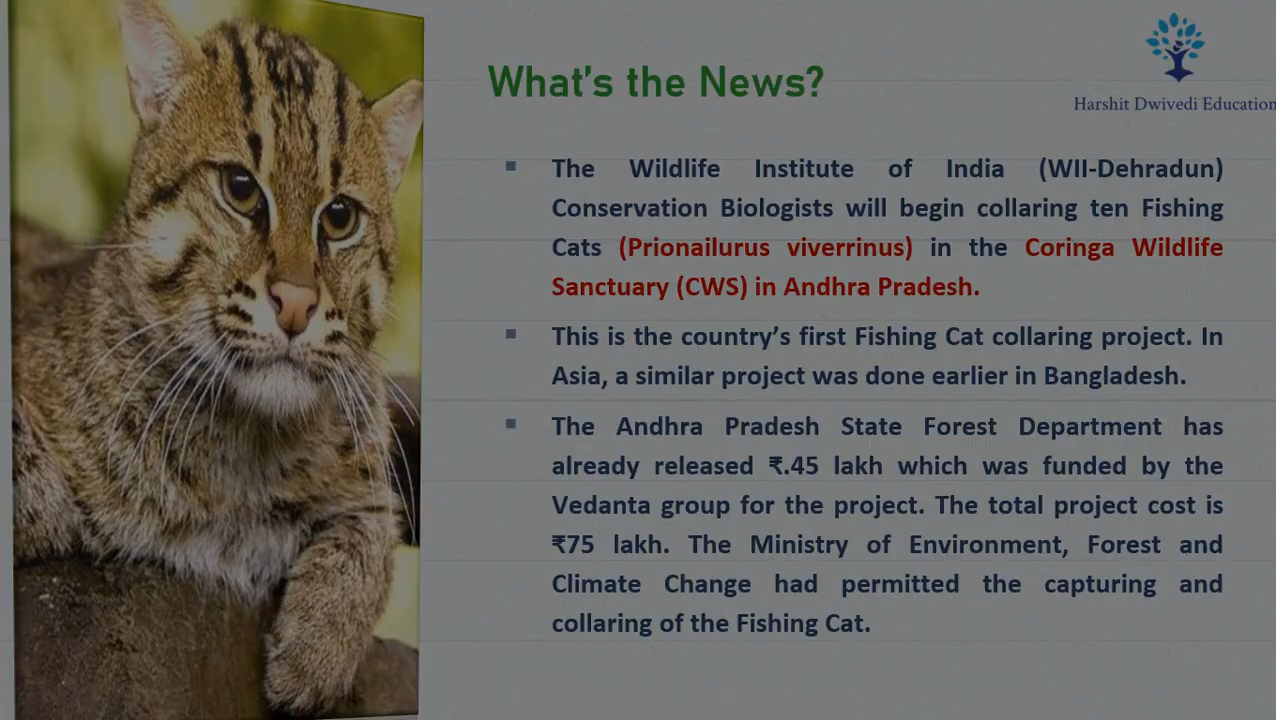 What's the News?
Harshit Dwivedi Education
The Wildlife Institute of India (WII-Dehradun)
Conservation Biologists will begin collaring ten Fishing
Cats (Prionailurus viverrinus) in the Coringa Wildlife
Sanctuary (CWS) in Andhra Pradesh.
This is the country's first Fishing Cat collaring project. In
Asia, a similar project was done earlier in Bangladesh.
The Andhra Pradesh State Forest Department has
already released ₹.45 lakh which was funded by the
Vedanta group for the project. The total project cost is
₹75 lakh. The Ministry of Environment, Forest and
Climate Change had permitted the capturing and
collaring of the Fishing Cat.